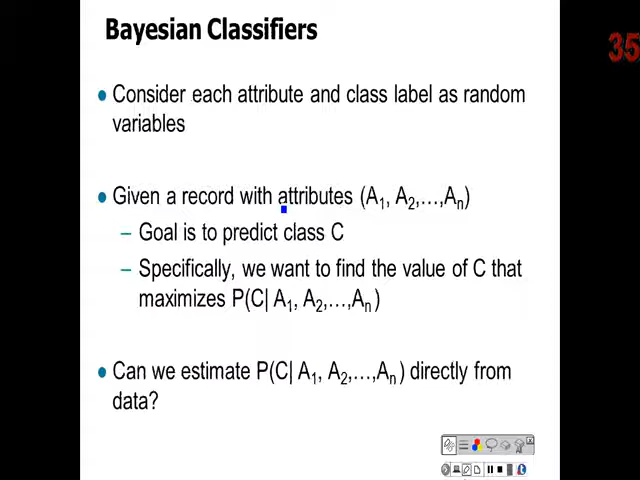 Bayesian Classifiers
35
● Consider each attribute and class label as random
variables
● Given a record with attributes (A₁, A₂,…,Aₙ)
– Goal is to predict class C
– Specifically, we want to find the value of C that
maximizes P(C| A₁, A₂,…,Aₙ )
● Can we estimate P(C| A₁, A₂,…,Aₙ ) directly from
data?